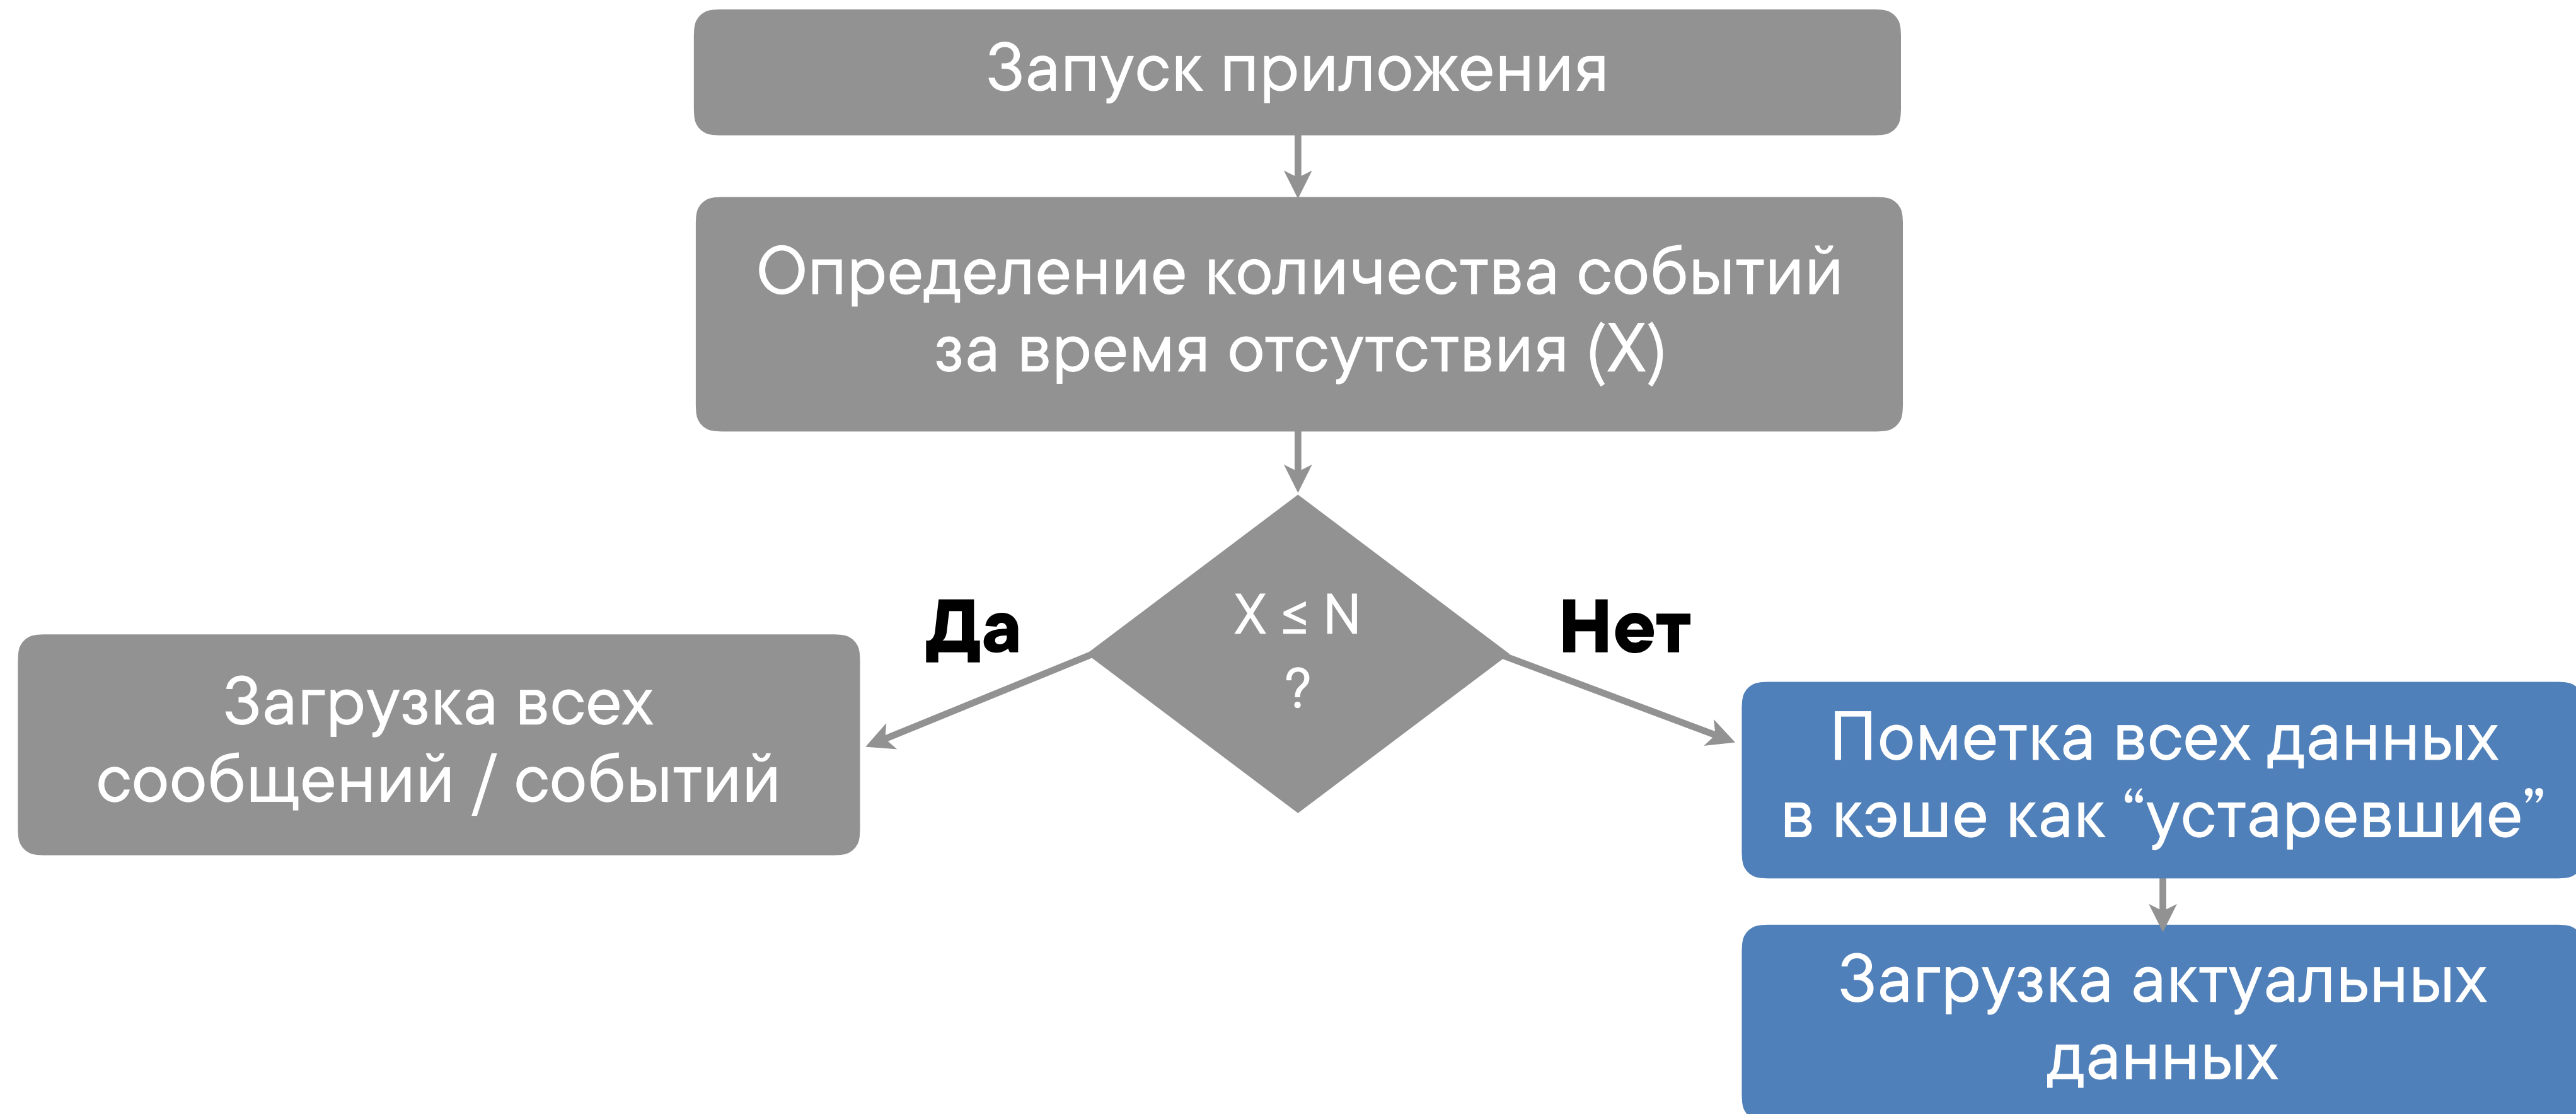 Запуск приложения
Определение количества событий
за время отсутствия (X)
X ≤ N
?
Да
Нет
Загрузка всех
сообщений / событий
Пометка всех данных
в кэше как “устаревшие”
Загрузка актуальных
данных